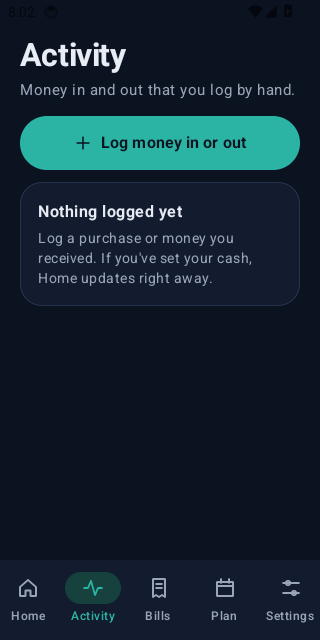 8:02
Activity
Money in and out that you log by hand.
Log money in or out
Nothing logged yet
Log a purchase or money you
received. If you've set your cash,
Home updates right away.
Home
Activity
Bills
Plan
Settings